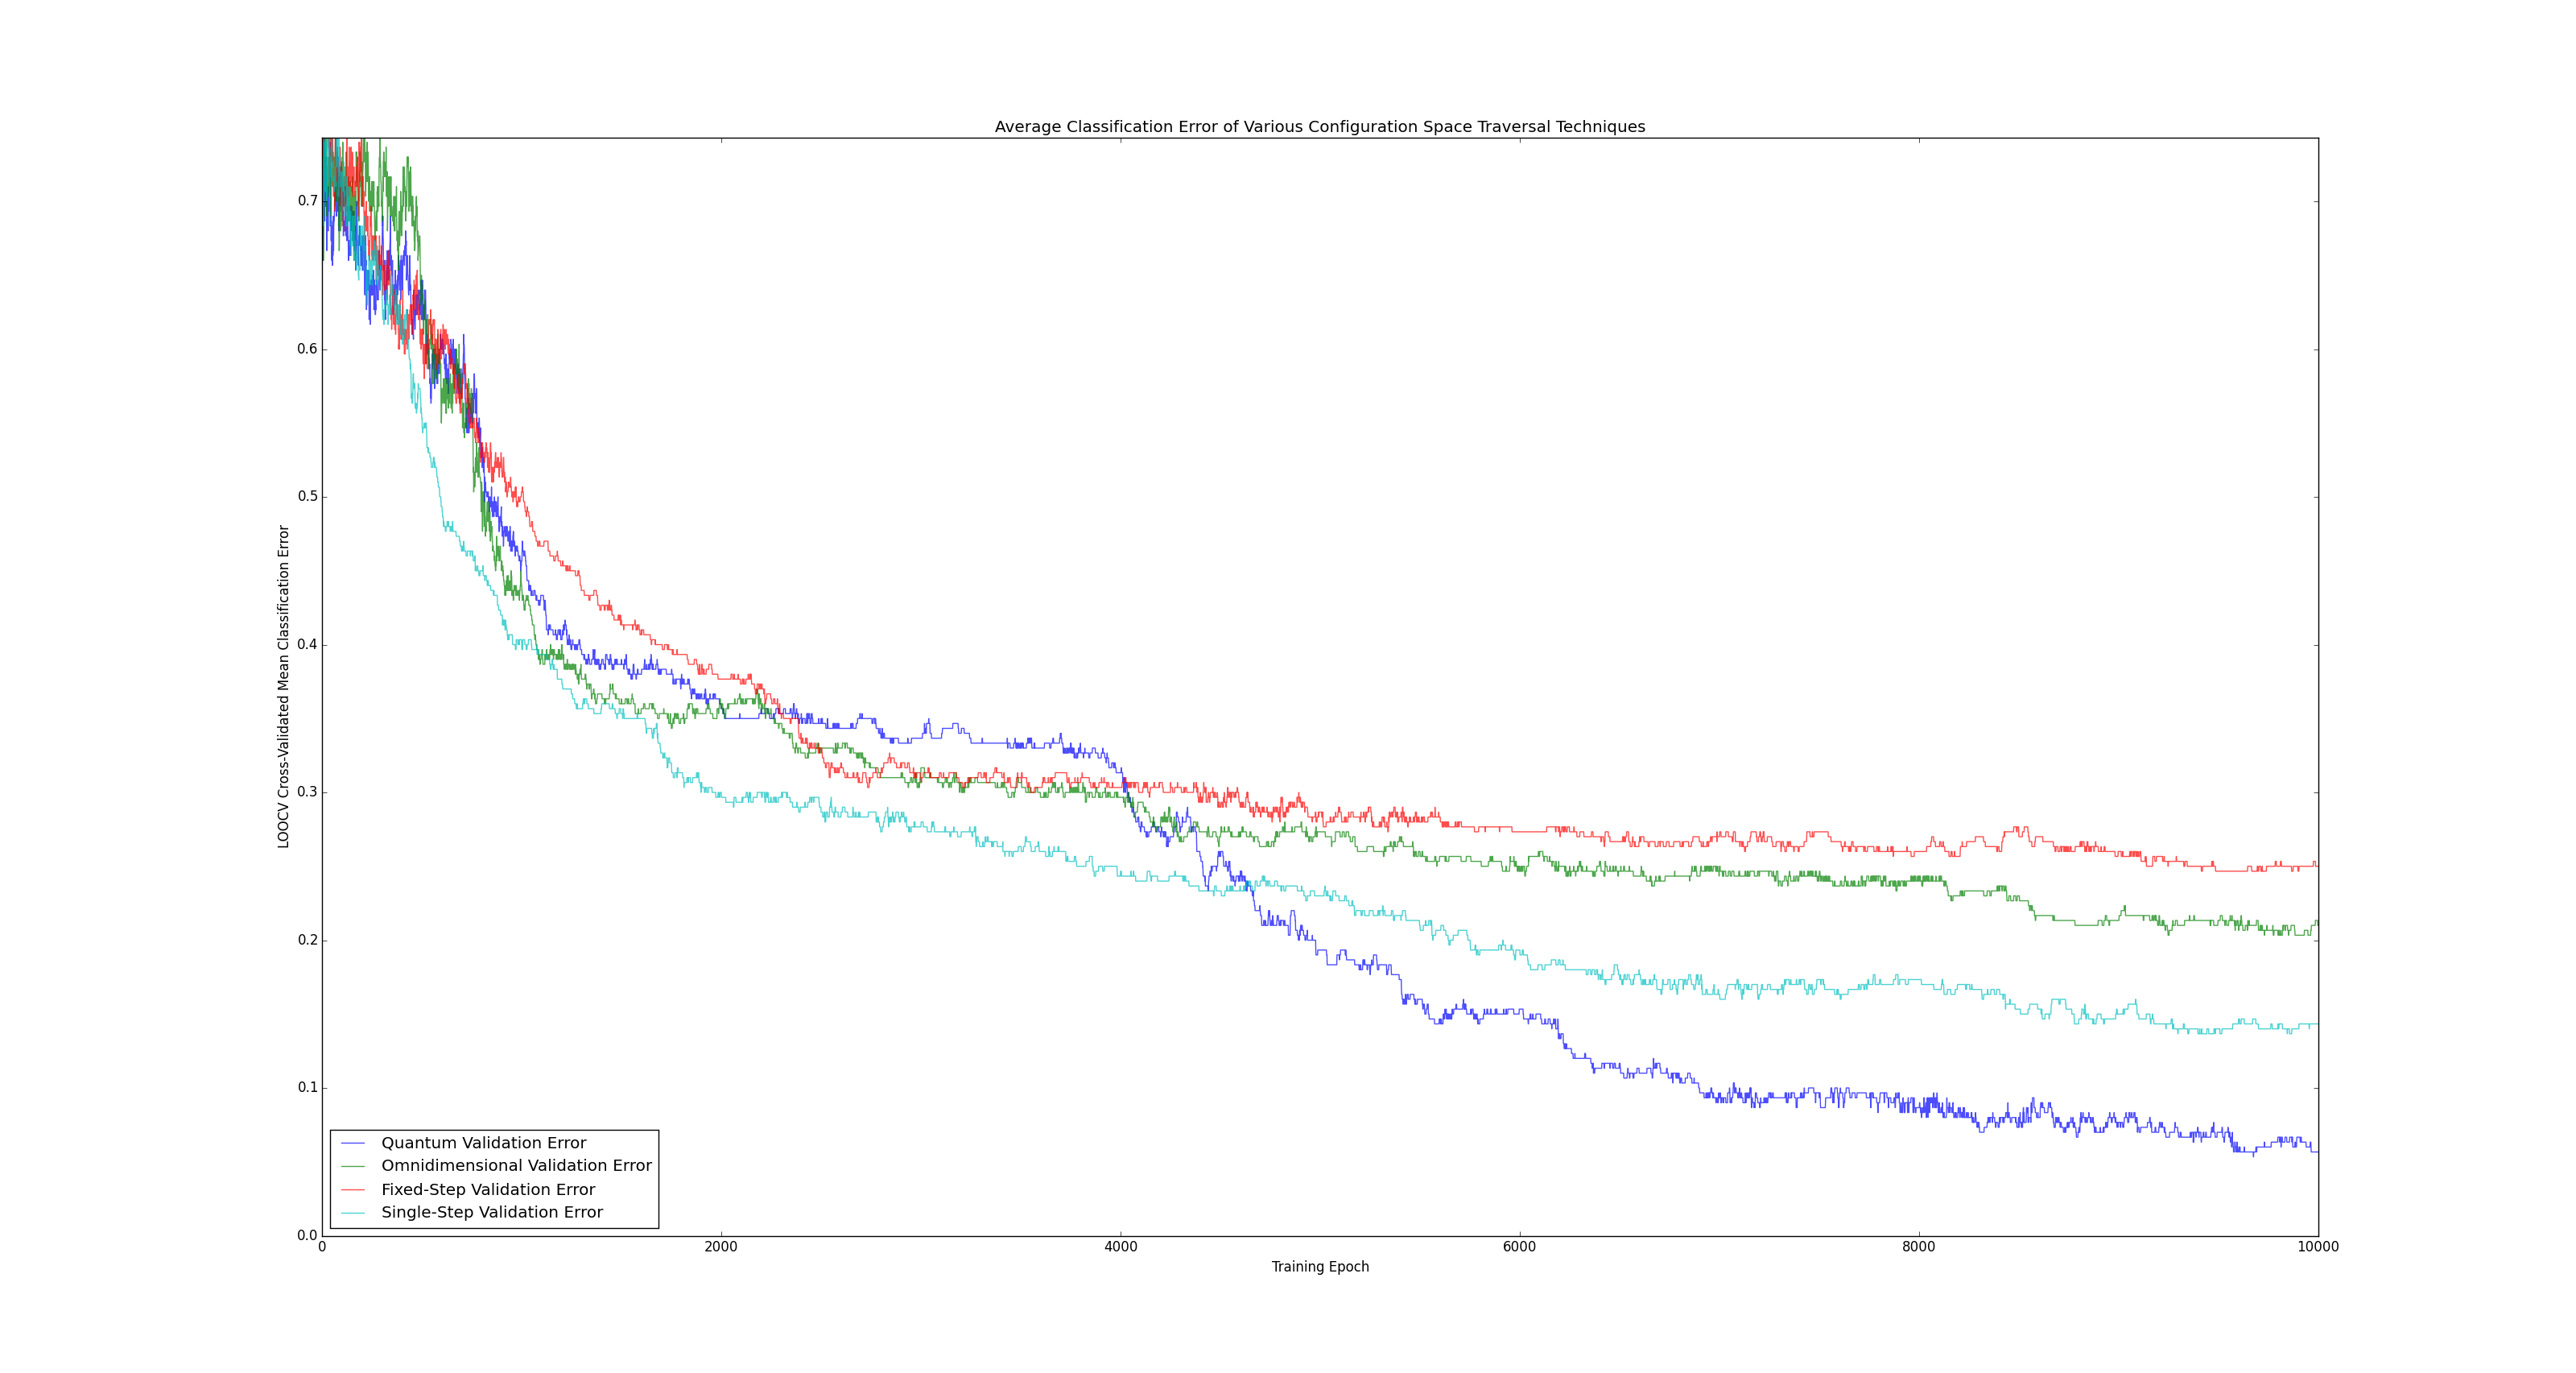 Average Classification Error of Various Configuration Space Traversal Techniques
0.7
0.6
0.5
0.4
0.3
0.2
0.1
0.0
LOOCV Cross-Validated Mean Classification Error
Quantum Validation Error
Omnidimensional Validation Error
Fixed-Step Validation Error
Single-Step Validation Error
0 2000 4000 6000 8000 10000
Training Epoch